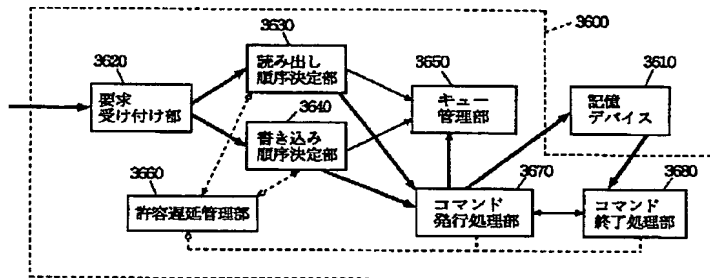 3630
3600
3620
読み出し
順序決定部
3650
3610
要求
受け付け部
3640
キュー
管理部
記憶
デバイス
書き込み
順序決定部
3660
3670
3680
許容遅延管理部
コマンド
発行処理部
コマンド
終了処理部